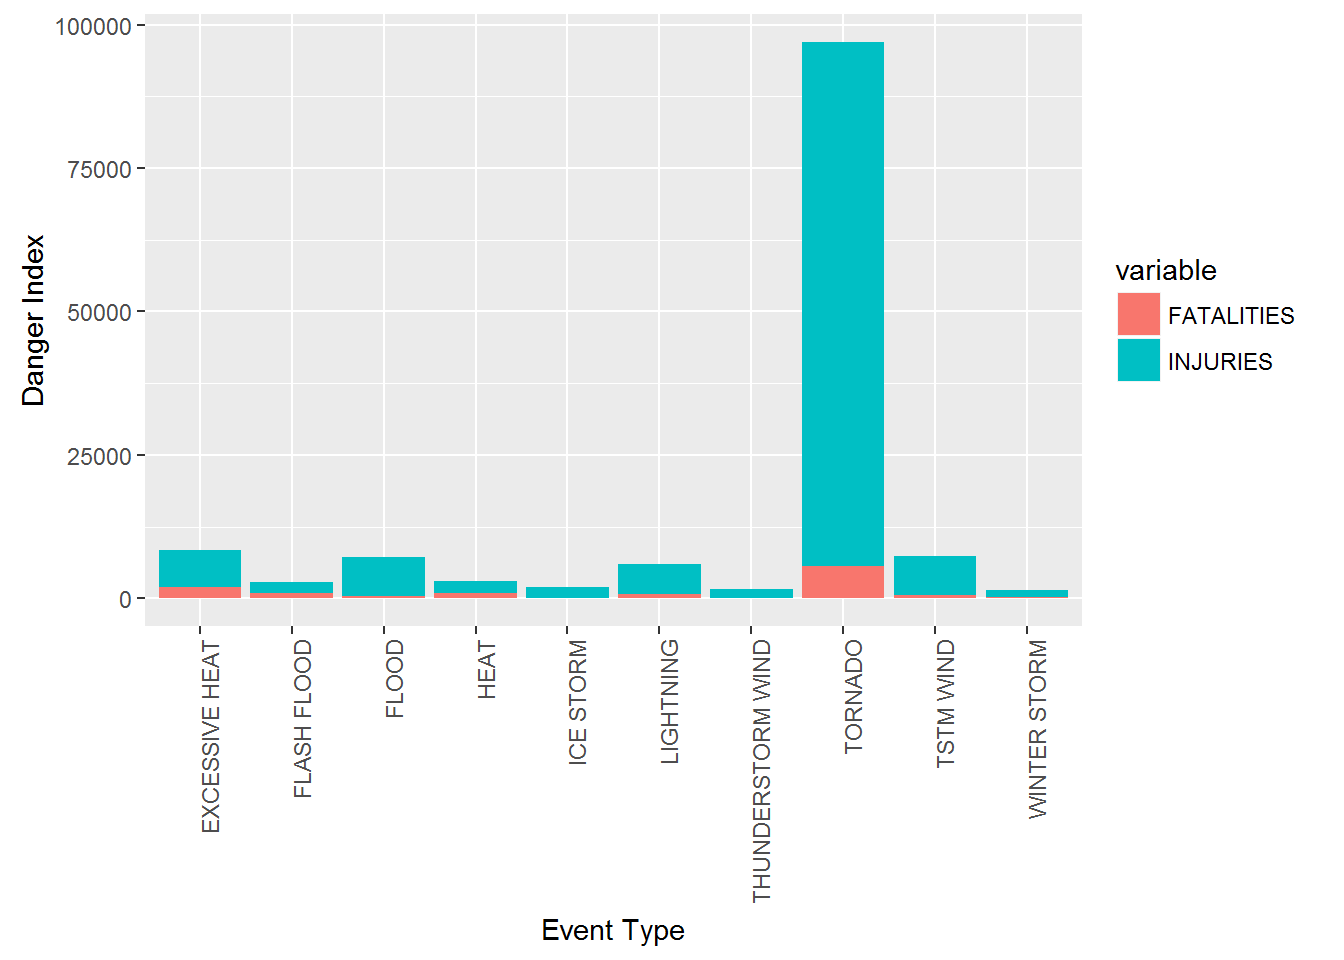 100000
75000
50000
25000
0
Danger Index
EXCESSIVE HEAT
FLASH FLOOD
FLOOD
HEAT
ICE STORM
LIGHTNING
THUNDERSTORM WIND
TORNADO
TSTM WIND
WINTER STORM
Event Type
variable
FATALITIES
INJURIES